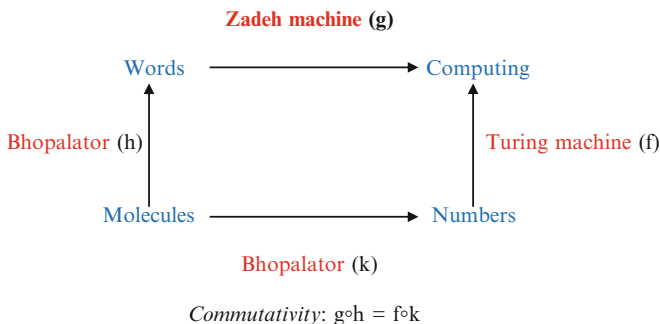 Zadeh machine (g)
Words
Computing
Bhopalator (h)
Turing machine (f)
Molecules
Numbers
Bhopalator (k)
Commutativity: g∘h = f∘k